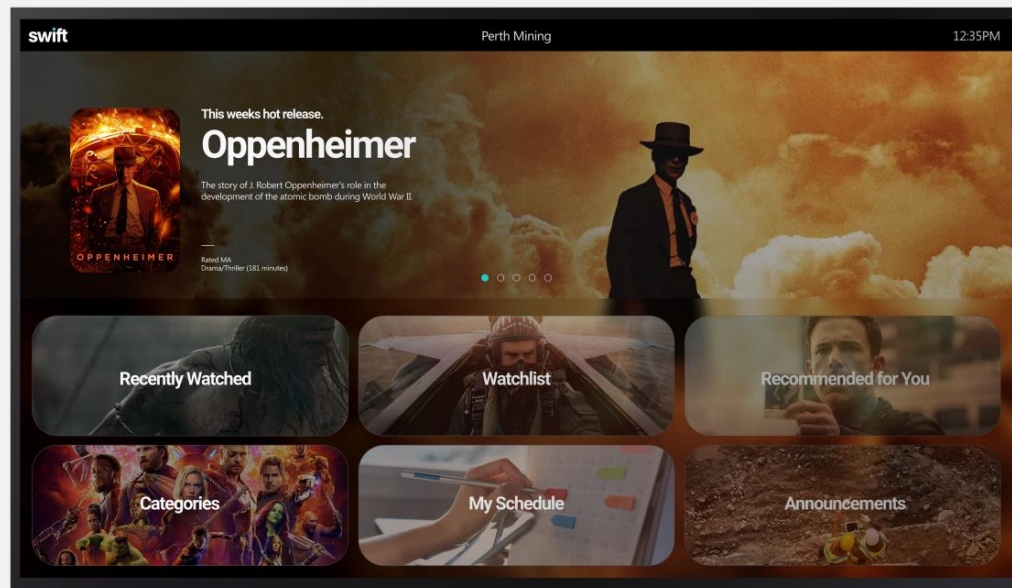 swift
Perth Mining
12:35PM
This weeks hot release.
Oppenheimer
The story of J. Robert Oppenheimer's role in the
development of the atomic bomb during World War II.
Rated MA
Drama/Thriller (181 minutes)
OPPENHEIMER
Recently Watched
Watchlist
Recommended for You
Categories
My Schedule
Announcements